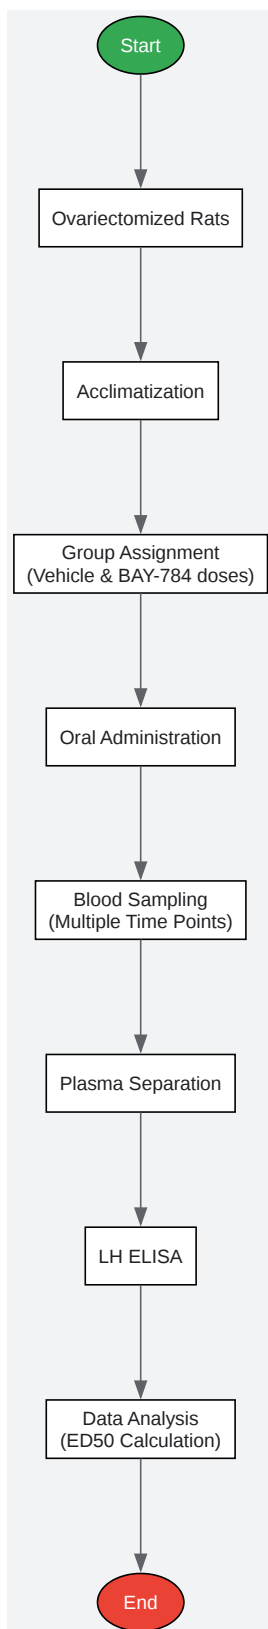 Start
Ovariectomized Rats
Acclimatization
Group Assignment
(Vehicle & BAY-784 doses)
Oral Administration
Blood Sampling
(Multiple Time Points)
Plasma Separation
LH ELISA
Data Analysis
(ED50 Calculation)
End